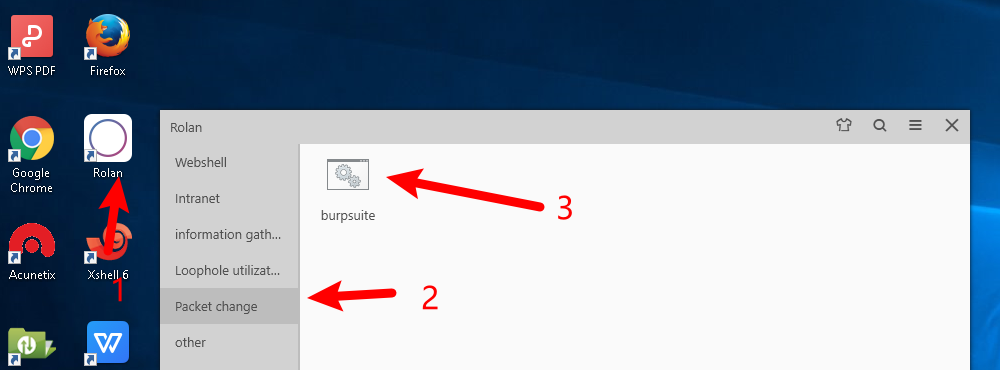 WPS PDF
Firefox
Google
Chrome
Rolan
Acunetix
Xshell 6
1
Rolan
Webshell
Intranet
information gath...
Loophole utilizat...
Packet change
other
burpsuite
3
2